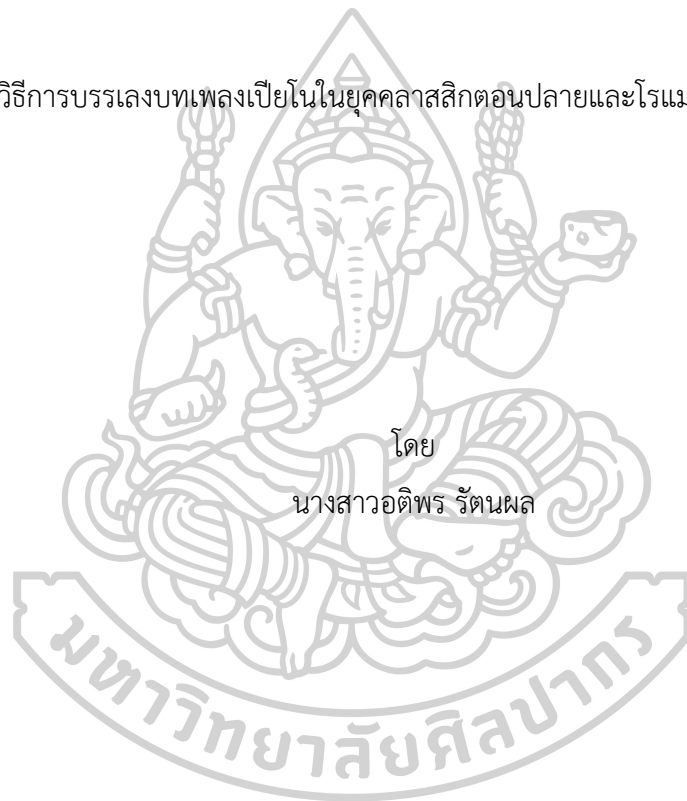 วิธีการบรรเลงบทเพลงเปียโนในยุคคลาสสิกตอนปลายและโรแม
โดย
นางสาวอติพร รัตนผล
มหาวิทยาลัยศิลปากร